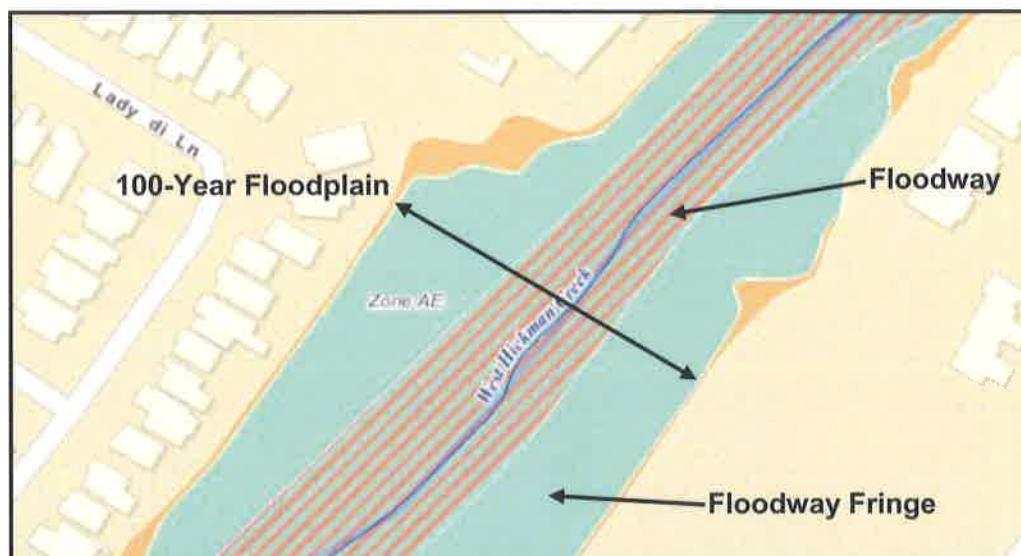 Lady di Ln
100-Year Floodplain
Floodway
Zone AE
West Hickman Creek
Floodway Fringe